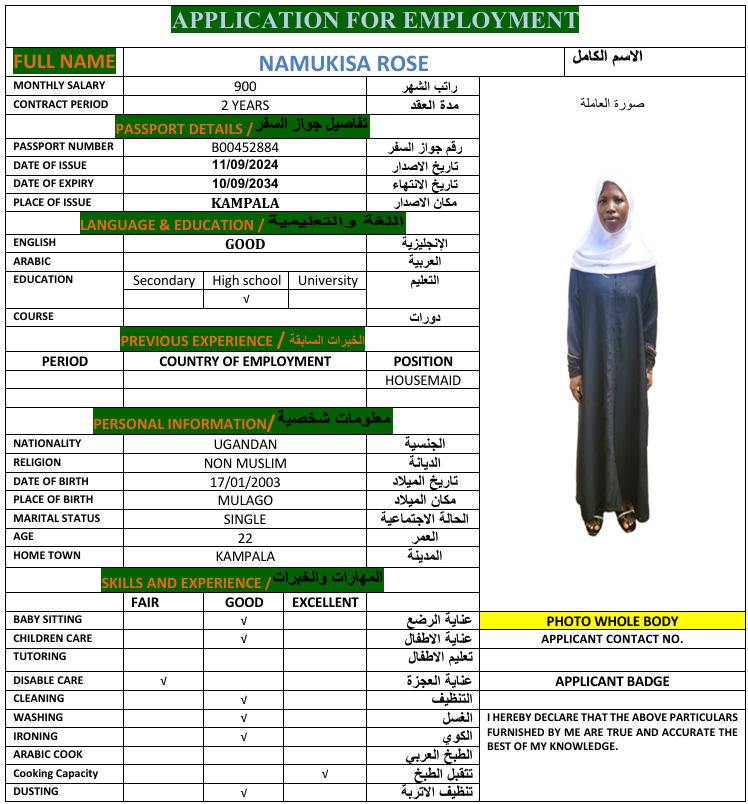 APPLICATION FOR EMPLOYMENT
FULL NAME NAMUKISA ROSE الاسم الكامل
MONTHLY SALARY 900 راتب الشهر
CONTRACT PERIOD 2 YEARS مدة العقد
صورة العاملة
PASSPORT DETAILS / تفاصيل جواز السفر
PASSPORT NUMBER B00452884 رقم جواز السفر
DATE OF ISSUE 11/09/2024 تاريخ الاصدار
DATE OF EXPIRY 10/09/2034 تاريخ الانتهاء
PLACE OF ISSUE KAMPALA مكان الاصدار
LANGUAGE & EDUCATION / اللغة والتعليمية
ENGLISH GOOD الإنجليزية
ARABIC العربية
EDUCATION Secondary High school University التعليم
√
COURSE دورات
PREVIOUS EXPERIENCE / الخبرات السابقة
PERIOD COUNTRY OF EMPLOYMENT POSITION
HOUSEMAID
PERSONAL INFORMATION/ معلومات شخصية
NATIONALITY UGANDAN الجنسية
RELIGION NON MUSLIM الديانة
DATE OF BIRTH 17/01/2003 تاريخ الميلاد
PLACE OF BIRTH MULAGO مكان الميلاد
MARITAL STATUS SINGLE الحالة الاجتماعية
AGE 22 العمر
HOME TOWN KAMPALA المدينة
SKILLS AND EXPERIENCE / المهارات والخبرات
FAIR GOOD EXCELLENT
BABY SITTING √ عناية الرضع
PHOTO WHOLE BODY
CHILDREN CARE √ عناية الاطفال
APPLICANT CONTACT NO.
TUTORING تعليم الاطفال
DISABLE CARE √ عناية العجزة
APPLICANT BADGE
CLEANING √ التنظيف
WASHING √ الغسل
IRONING √ الكوي
ARABIC COOK الطبخ العربي
Cooking Capacity √ تتقبل الطبخ
DUSTING √ تنظيف الاتربة
I HEREBY DECLARE THAT THE ABOVE PARTICULARS
FURNISHED BY ME ARE TRUE AND ACCURATE THE
BEST OF MY KNOWLEDGE.